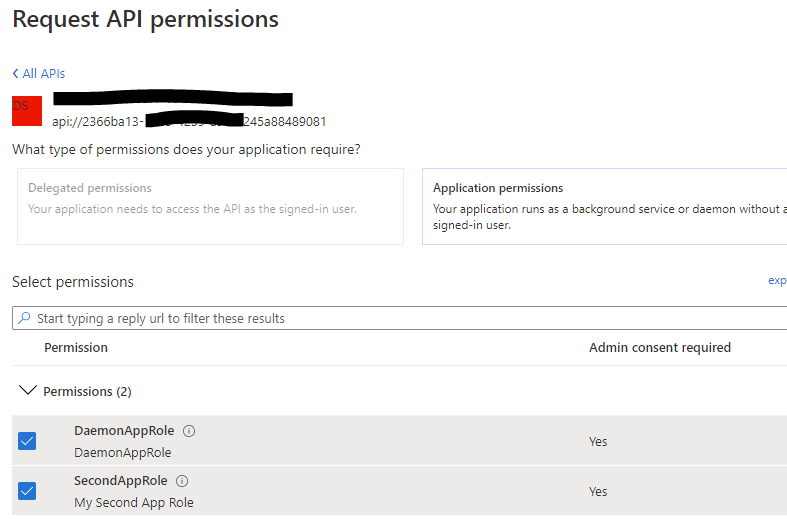 Request API permissions
All APIs
DS
api://2366ba13- 245a88489081
What type of permissions does your application require?
Delegated permissions
Your application needs to access the API as the signed-in user.
Application permissions
Your application runs as a background service or daemon without a
signed-in user.
Select permissions
exp
Start typing a reply url to filter these results
Permission
Admin consent required
Permissions (2)
DaemonAppRole
DaemonAppRole
Yes
SecondAppRole
My Second App Role
Yes